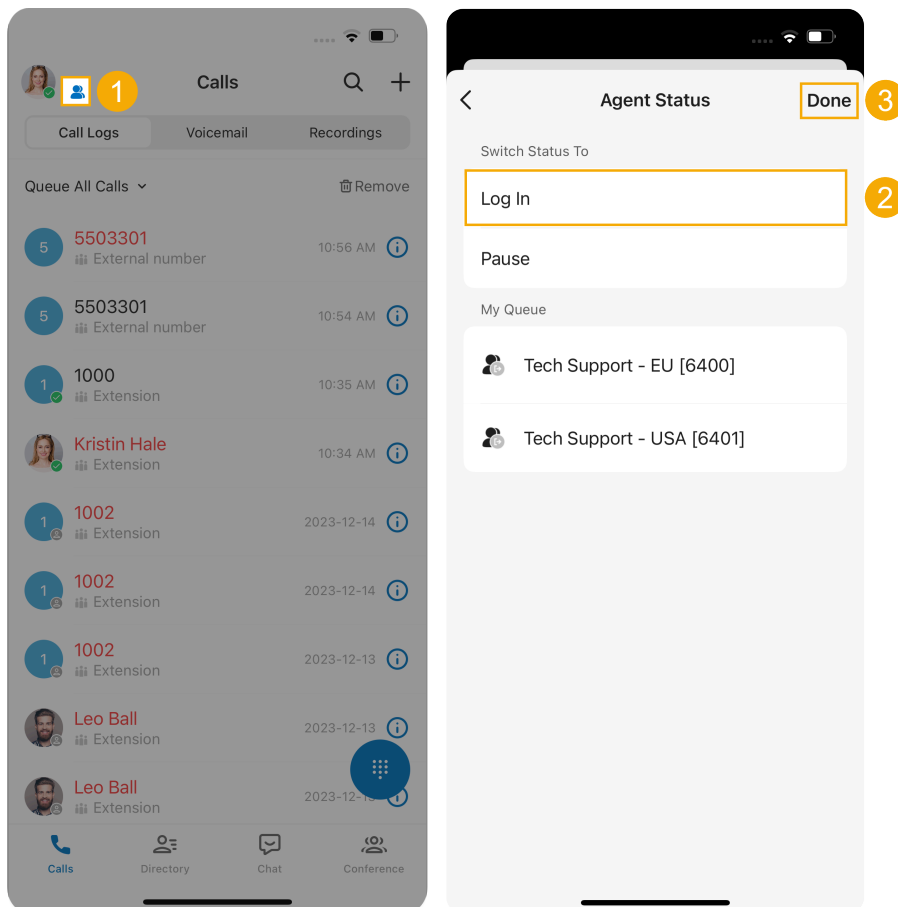 1
Calls
Call Logs
Voicemail
Recordings
Queue All Calls
Remove
5
5503301
External number
10:56 AM
5
5503301
External number
10:54 AM
1
1000
Extension
10:35 AM
Kristin Hale
Extension
10:34 AM
1
1002
Extension
2023-12-14
1
1002
Extension
2023-12-14
1
1002
Extension
2023-12-13
Leo Ball
Extension
2023-12-13
Leo Ball
Extension
2023-12-13
Calls
Directory
Chat
Conference
Agent Status
Done
3
Switch Status To
Log In
2
Pause
My Queue
Tech Support - EU [6400]
Tech Support - USA [6401]